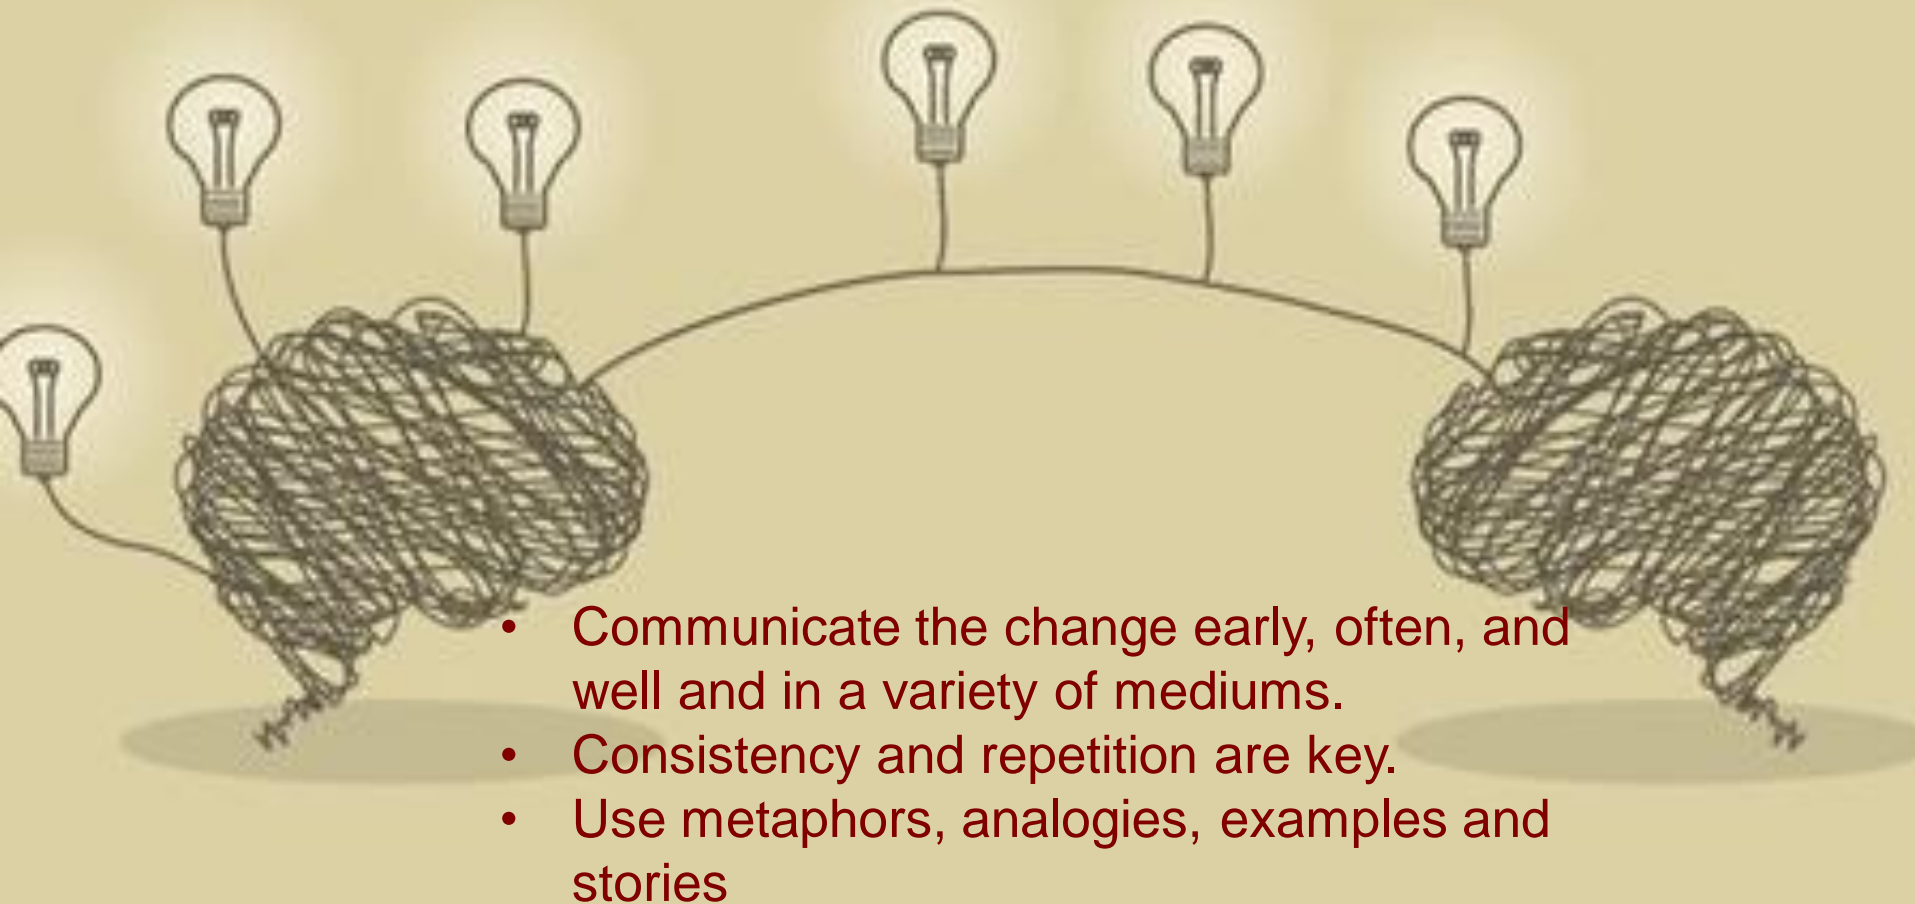 • Communicate the change early, often, and
well and in a variety of mediums.
• Consistency and repetition are key.
• Use metaphors, analogies, examples and
stories